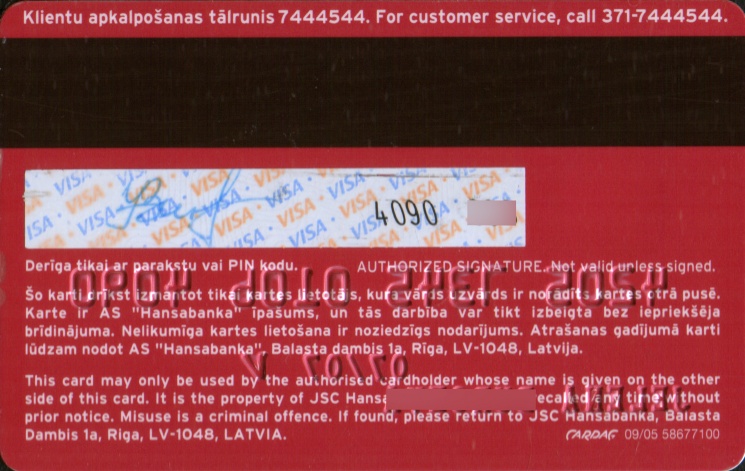 Klientu apkalpošanas tālrunis 7444544. For customer service, call 371-7444544.
VISA VISA VISA VISA VISA
4090
Derīga tikai ar parakstu vai PIN kodu. AUTHORIZED SIGNATURE. Not valid unless signed.
Šo karti drīkst izmantot tikai kartes lietotājs, kura vārds uzvārds ir norādīts kartes otrā pusē.
Karte ir AS "Hansabanka" īpašums, un tās darbība var tikt izbeigta bez iepriekšēja
brīdinājuma. Nelikumīga kartes lietošana ir noziedzīgs nodarījums. Atrašanas gadījumā karti
lūdzam nodot AS "Hansabanka", Balasta dambis 1a, Rīga, LV-1048, Latvija.
This card may only be used by the authorised cardholder whose name is given on the other
side of this card. It is the property of JSC Hansa any time without
prior notice. Misuse is a criminal offence. If found, please return to JSC Hansabanka, Balasta
Dambis 1a, Riga, LV-1048, LATVIA. CARDAG 09/05 58677100